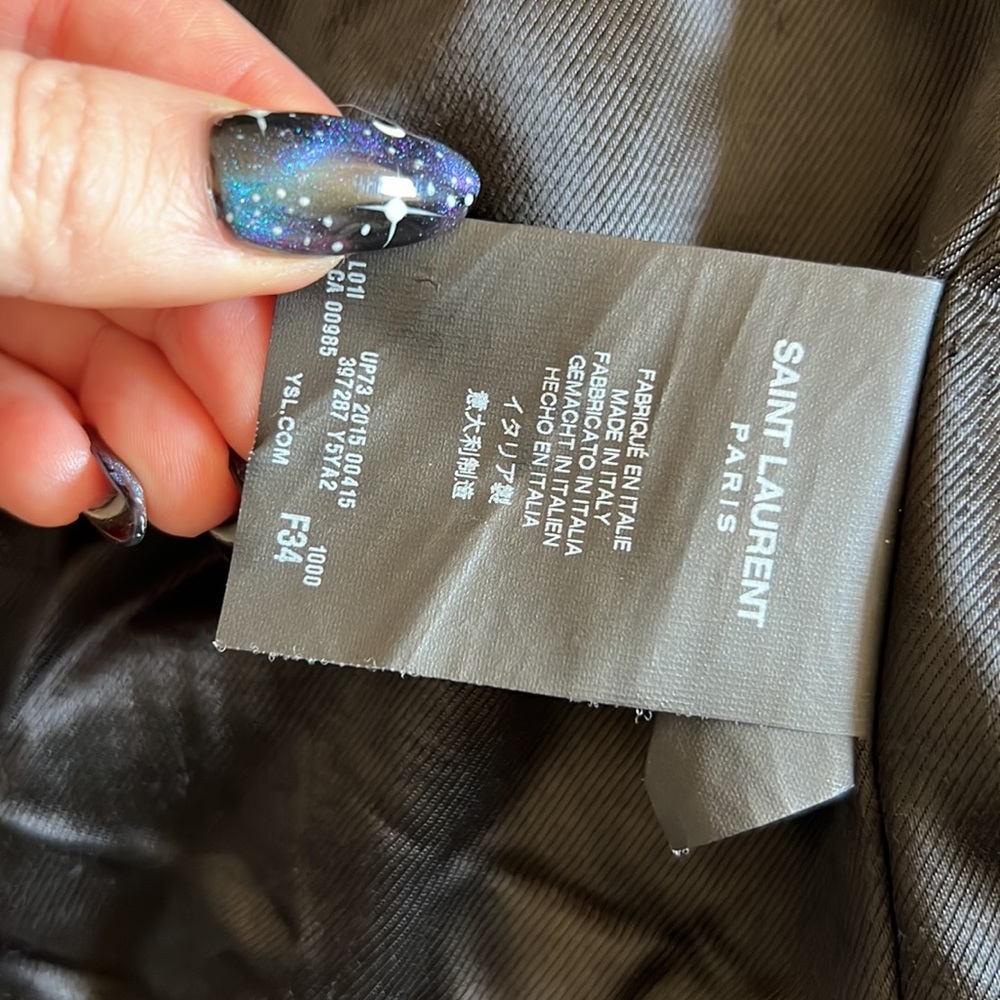 SAINT LAURENT
PARIS
FABRIQUÉ EN ITALIE
MADE IN ITALY
FABBRICATO IN ITALIA
GEMACHT IN ITALIEN
HECHO EN ITALIA
イタリア製
意大利制造
L01I UP73 2015 00415 1000
CA 00985 397287 Y5YA2
YSL.COM F34